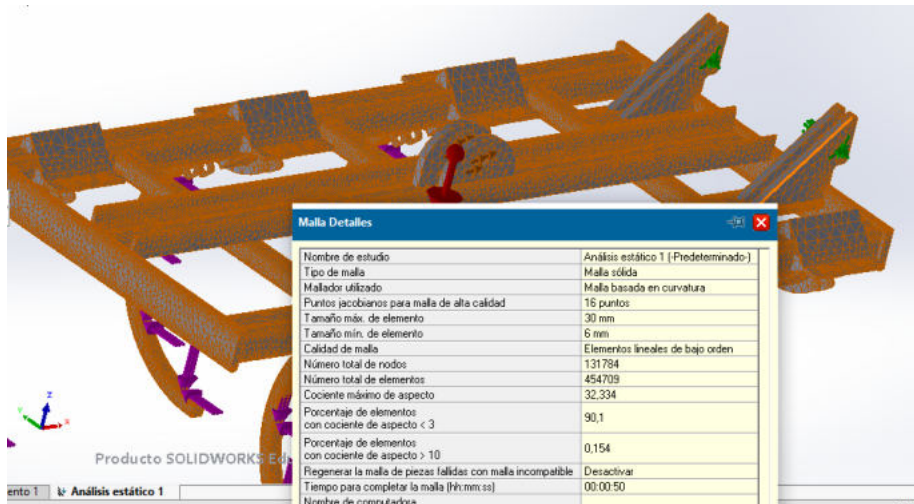 Malla Detalles
Nombre de estudio Análisis estático 1 (-Predeterminado-)
Tipo de malla Malla sólida
Mallador utilizado Malla basada en curvatura
Puntos jacobianos para malla de alta calidad 16 puntos
Tamaño máx. de elemento 30 mm
Tamaño mín. de elemento 6 mm
Calidad de malla Elementos lineales de bajo orden
Número total de nodos 131784
Número total de elementos 454709
Cociente máximo de aspecto 32,334
Porcentaje de elementos
con cociente de aspecto < 3 90,1
Porcentaje de elementos
con cociente de aspecto > 10 0,154
Regenerar la malla de piezas fallidas con malla incompatible Desactivar
Tiempo para completar la malla (hh:mm:ss) 00:00:50
Nombre de computadora
z
y
x
Producto SOLIDWORKS Ed
ento 1 Análisis estático 1